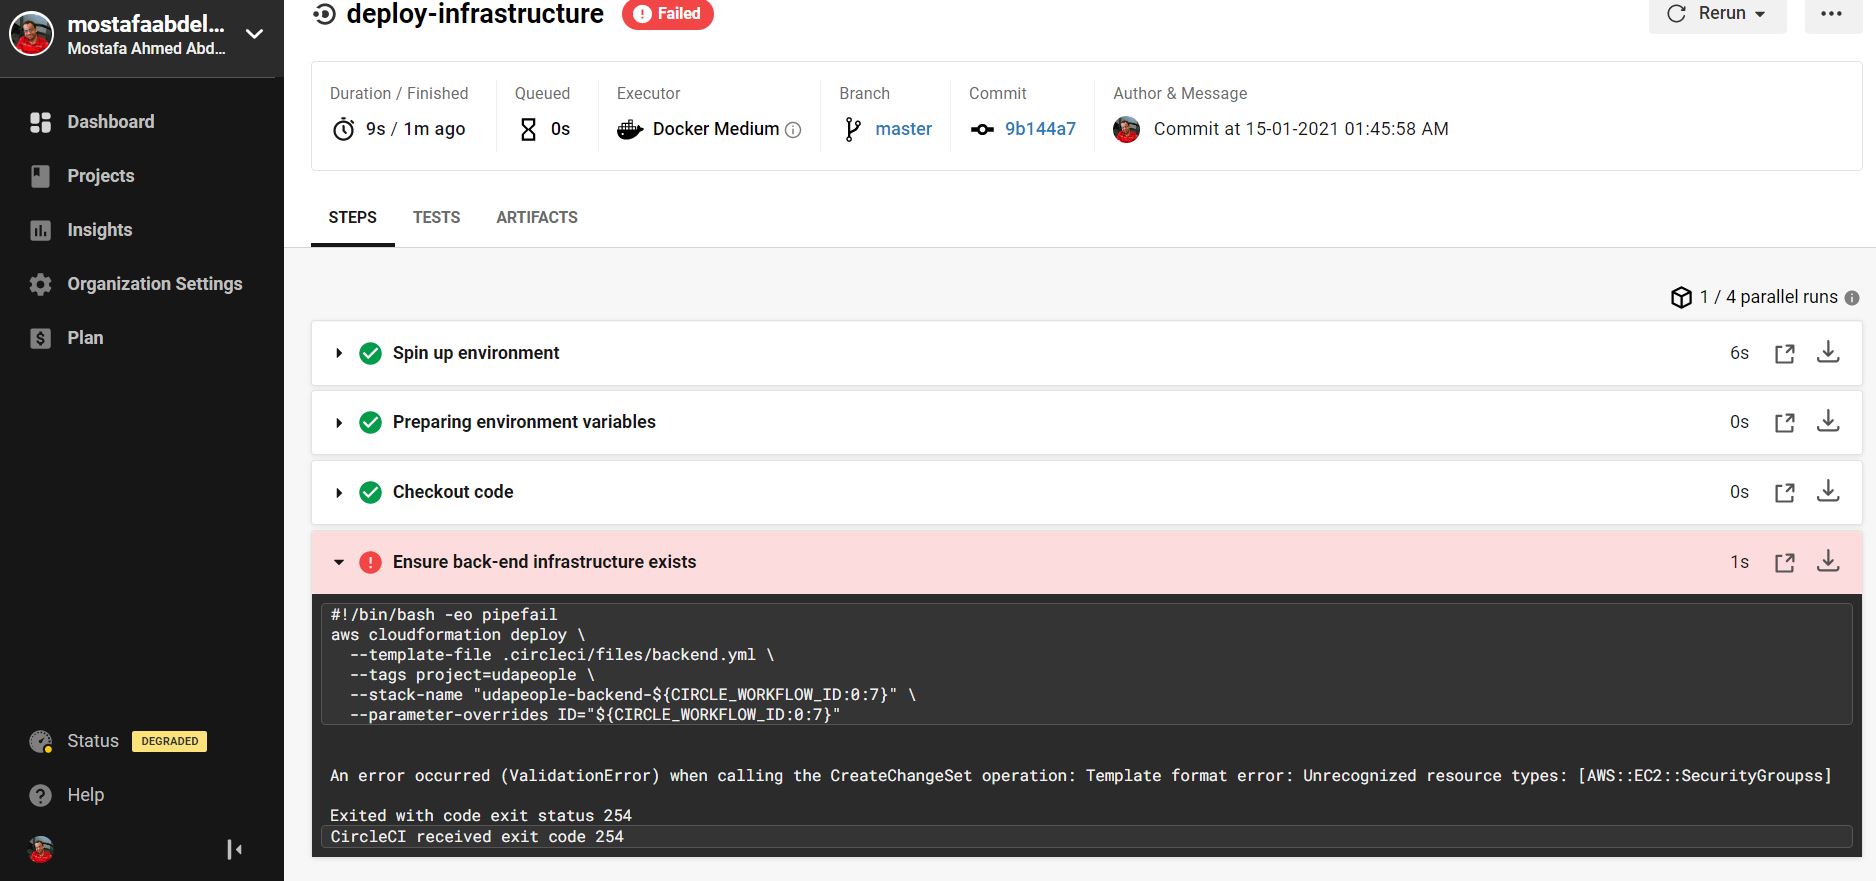 mostafaabdel...
Mostafa Ahmed Abd...
Dashboard
Projects
Insights
Organization Settings
Plan
Status DEGRADED
Help
deploy-infrastructure Failed
Rerun
Duration / Finished
9s / 1m ago
Queued
0s
Executor
Docker Medium
Branch
master
Commit
9b144a7
Author & Message
Commit at 15-01-2021 01:45:58 AM
STEPS TESTS ARTIFACTS
1 / 4 parallel runs
Spin up environment 6s
Preparing environment variables 0s
Checkout code 0s
Ensure back-end infrastructure exists 1s
#!/bin/bash -eo pipefail
aws cloudformation deploy \
  --template-file .circleci/files/backend.yml \
  --tags project=udapeople \
  --stack-name "udapeople-backend-${CIRCLE_WORKFLOW_ID:0:7}" \
  --parameter-overrides ID="${CIRCLE_WORKFLOW_ID:0:7}"
An error occurred (ValidationError) when calling the CreateChangeSet operation: Template format error: Unrecognized resource types: [AWS::EC2::SecurityGroupss]
Exited with code exit status 254
CircleCI received exit code 254